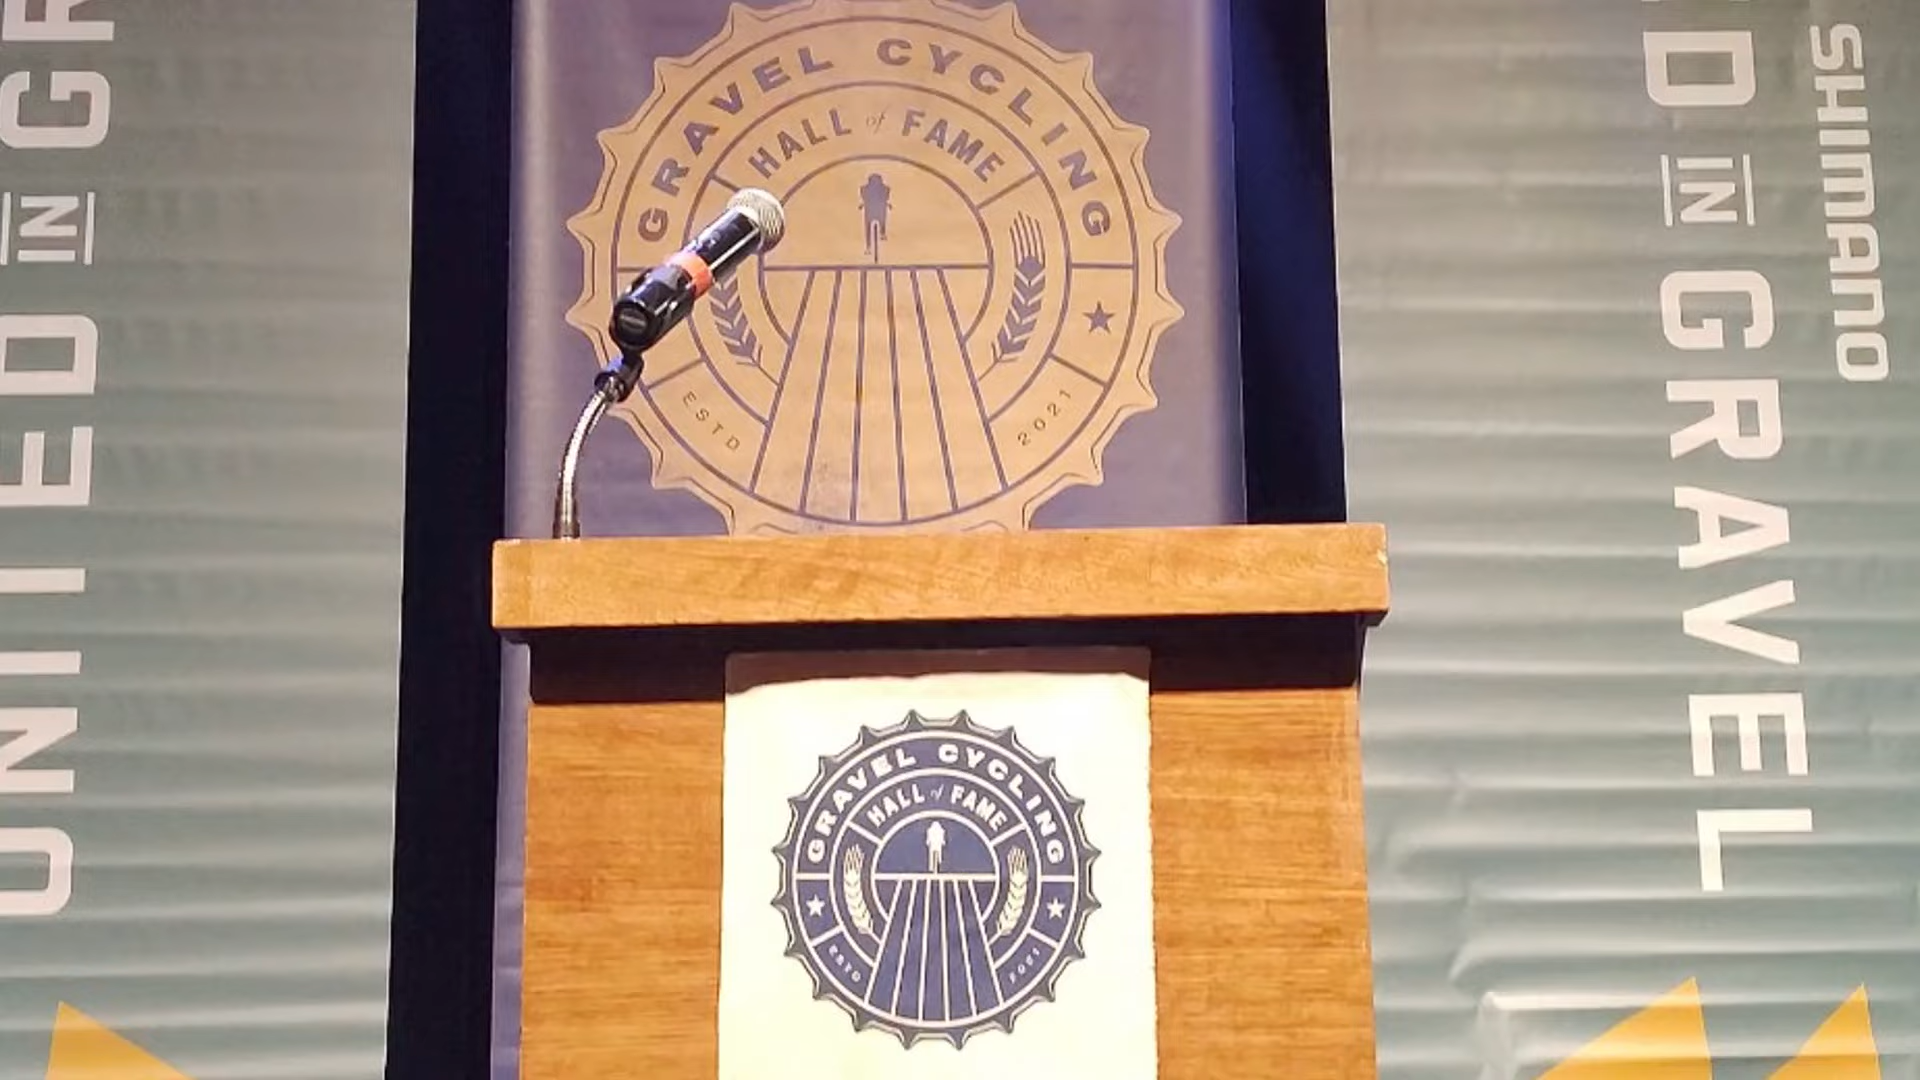 UNITED IN GR
GRAVEL CYCLING
HALL of FAME
ESTD 2021
GRAVEL CYCLING
HALL of FAME
ESTD 2021
D IN GRAVEL
SHIMANO